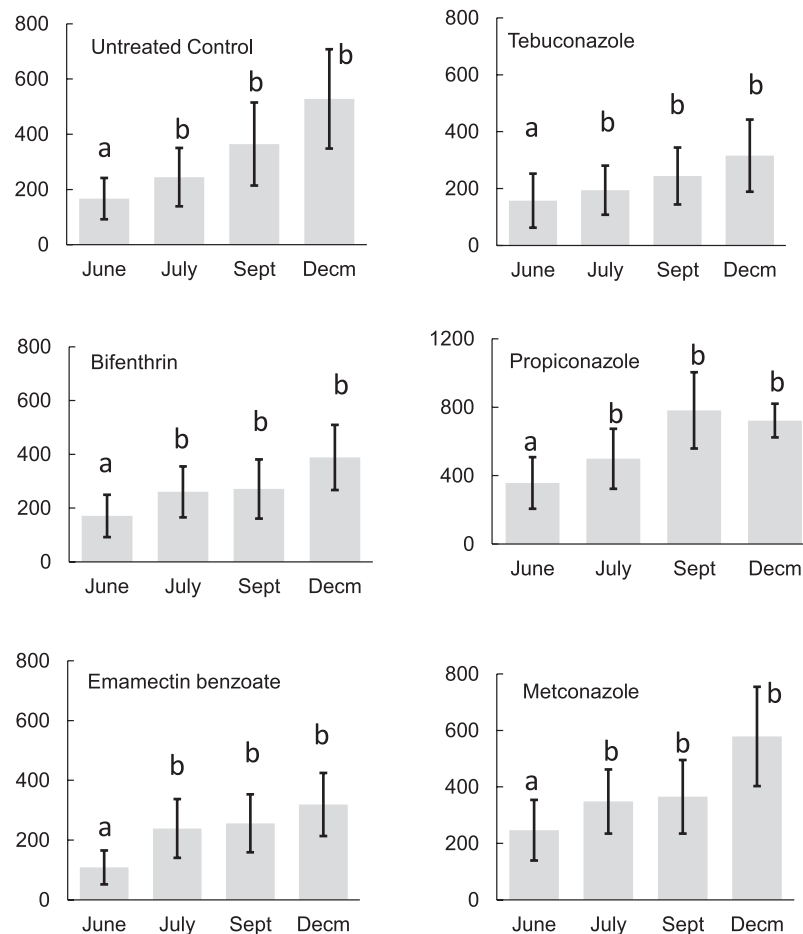 Untreated Control
800
600
400
200
0
a
b
b
b
June July Sept Decm
Tebuconazole
800
600
400
200
0
a
b
b
b
June July Sept Decm
Bifenthrin
800
600
400
200
0
a
b
b
b
June July Sept Decm
Propiconazole
1200
800
400
0
a
b
b
b
June July Sept Decm
Emamectin benzoate
800
600
400
200
0
a
b
b
b
June July Sept Decm
Metconazole
800
600
400
200
0
a
b
b
b
June July Sept Decm